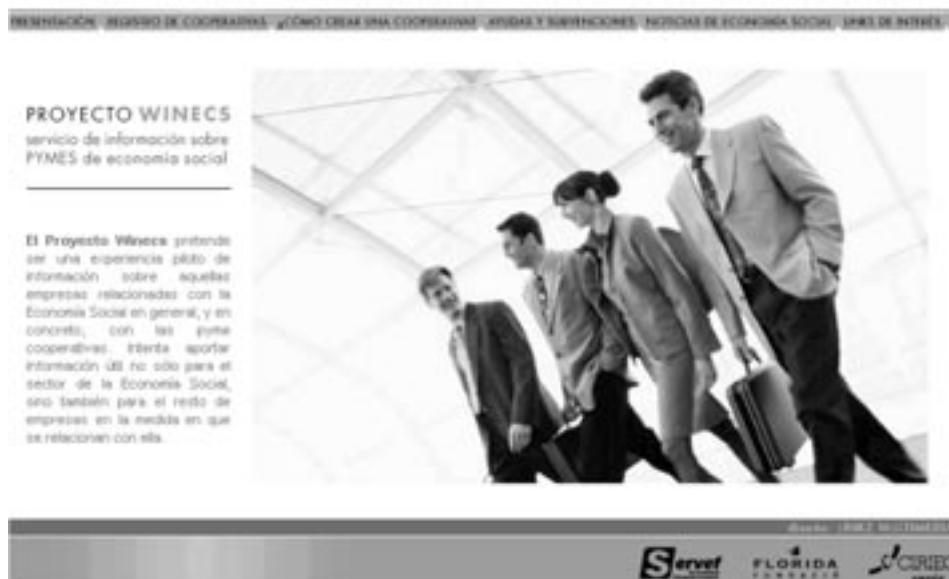 PRESENTACIÓN REGISTRO DE COOPERATIVAS ¿CÓMO CREAR UNA COOPERATIVA? AYUDAS Y SUBVENCIONES NOTICIAS DE ECONOMÍA SOCIAL LINKS DE INTERÉS
PROYECTO WINECS
servicio de información sobre
PYMES de economía social
El Proyecto Winecs pretende
ser una experiencia piloto de
información sobre aquellas
empresas relacionadas con la
Economía Social en general, y en
concreto, con las pyme
cooperativas. Intenta aportar
información útil no sólo para el
sector de la Economía Social,
sino también para el resto de
empresas en la medida en que
se relacionan con ella.
diseño:
Servef
FLORIDA
FUNDACIÓ
CIRIEC